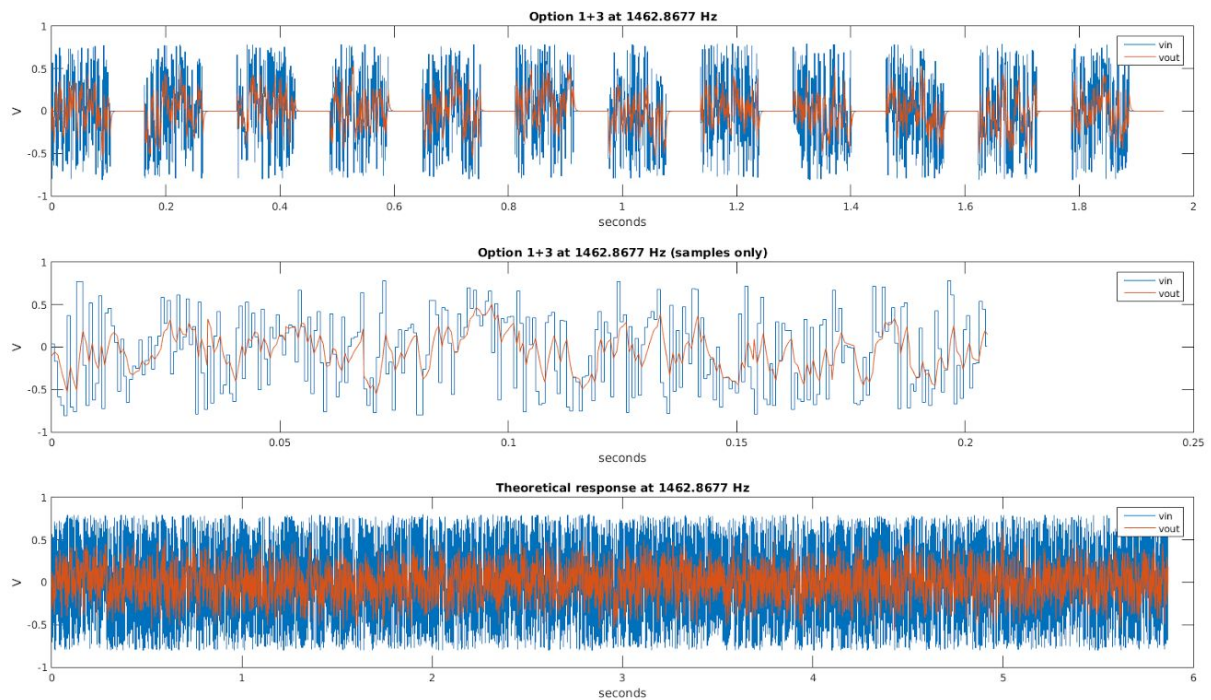 Option 1+3 at 1462.8677 Hz
1
0.5
0
-0.5
-1
V
vin
vout
0 0.2 0.4 0.6 0.8 1 1.2 1.4 1.6 1.8 2
seconds
Option 1+3 at 1462.8677 Hz (samples only)
1
0.5
0
-0.5
-1
V
vin
vout
0 0.05 0.1 0.15 0.2 0.25
seconds
Theoretical response at 1462.8677 Hz
1
0.5
0
-0.5
-1
V
vin
vout
0 1 2 3 4 5 6
seconds